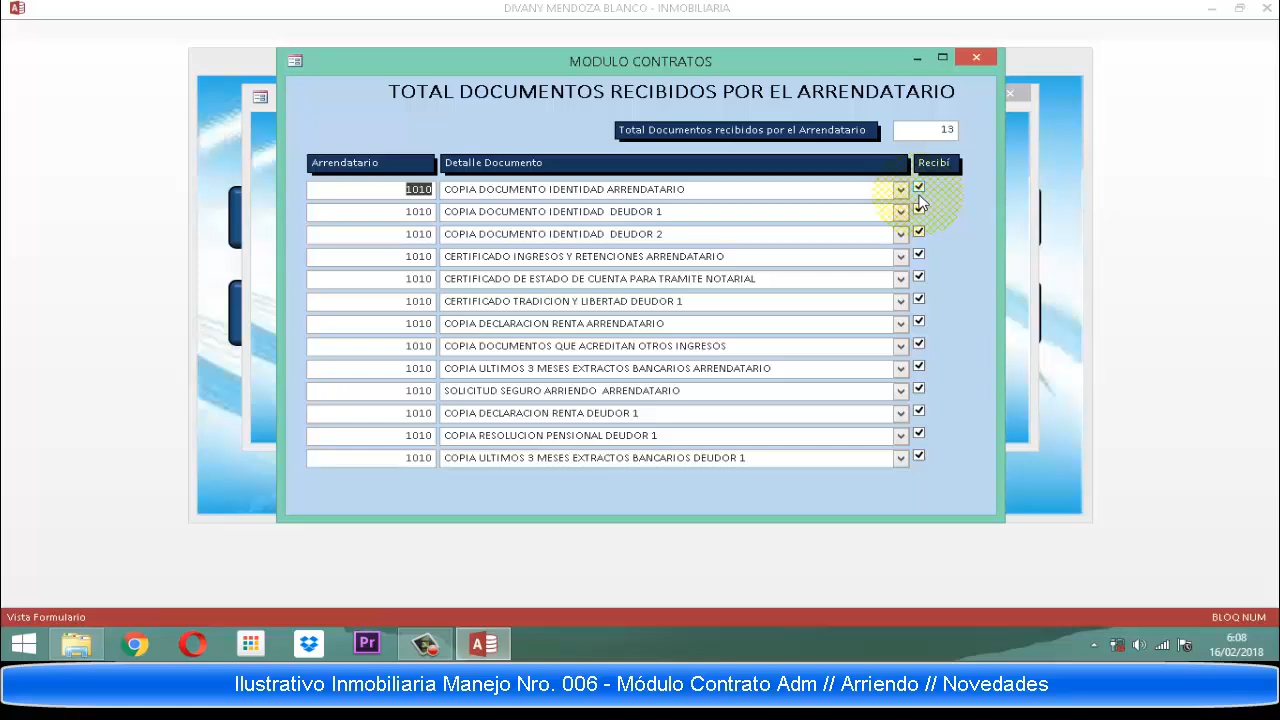 DIVANY MENDOZA BLANCO - INMOBILIARIA
MODULO CONTRATOS
TOTAL DOCUMENTOS RECIBIDOS POR EL ARRENDATARIO
Total Documentos recibidos por el Arrendatario 13
Arrendatario Detalle Documento Recibí
1010 COPIA DOCUMENTO IDENTIDAD ARRENDATARIO
1010 COPIA DOCUMENTO IDENTIDAD DEUDOR 1
1010 COPIA DOCUMENTO IDENTIDAD DEUDOR 2
1010 CERTIFICADO INGRESOS Y RETENCIONES ARRENDATARIO
1010 CERTIFICADO DE ESTADO DE CUENTA PARA TRAMITE NOTARIAL
1010 CERTIFICADO TRADICION Y LIBERTAD DEUDOR 1
1010 COPIA DECLARACION RENTA ARRENDATARIO
1010 COPIA DOCUMENTOS QUE ACREDITAN OTROS INGRESOS
1010 COPIA ULTIMOS 3 MESES EXTRACTOS BANCARIOS ARRENDATARIO
1010 SOLICITUD SEGURO ARRIENDO ARRENDATARIO
1010 COPIA DECLARACION RENTA DEUDOR 1
1010 COPIA RESOLUCION PENSIONAL DEUDOR 1
1010 COPIA ULTIMOS 3 MESES EXTRACTOS BANCARIOS DEUDOR 1
Vista Formulario BLOQ NUM
Pr
6:08
16/02/2018
Ilustrativo Inmobiliaria Manejo Nro. 006 - Módulo Contrato Adm // Arriendo // Novedades